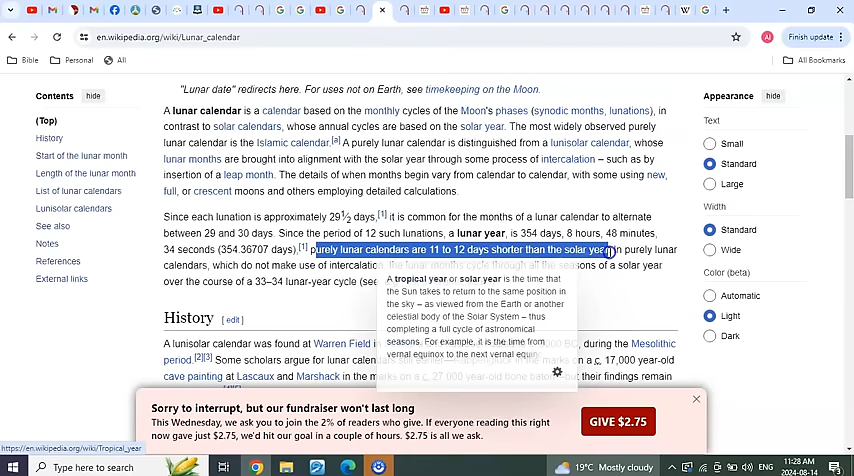 en.wikipedia.org/wiki/Lunar_calendar
AI
Finish update
Bible
Personal
All
All Bookmarks
"Lunar date" redirects here. For uses not on Earth, see timekeeping on the Moon.
Contents hide
(Top)
History
Start of the lunar month
Length of the lunar month
List of lunar calendars
Lunisolar calendars
See also
Notes
References
External links
A lunar calendar is a calendar based on the monthly cycles of the Moon's phases (synodic months, lunations), in
contrast to solar calendars, whose annual cycles are based on the solar year. The most widely observed purely
lunar calendar is the Islamic calendar.[a] A purely lunar calendar is distinguished from a lunisolar calendar, whose
lunar months are brought into alignment with the solar year through some process of intercalation – such as by
insertion of a leap month. The details of when months begin vary from calendar to calendar, with some using new,
full, or crescent moons and others employing detailed calculations.
Since each lunation is approximately 29½ days,[1] it is common for the months of a lunar calendar to alternate
between 29 and 30 days. Since the period of 12 such lunations, a lunar year, is 354 days, 8 hours, 48 minutes,
34 seconds (354.36707 days),[1] purely lunar calendars are 11 to 12 days shorter than the solar year. In purely lunar
calendars, which do not make use of intercalation, the lunar months cycle through all the seasons of a solar year
over the course of a 33–34 lunar-year cycle (see
A tropical year or solar year is the time that
the Sun takes to return to the same position in
the sky – as viewed from the Earth or another
celestial body of the Solar System – thus
completing a full cycle of astronomical
seasons. For example, it is the time from
vernal equinox to the next vernal equin
History [ edit ]
A lunisolar calendar was found at Warren Field in BC, during the Mesolithic
period.[2][3] Some scholars argue for lunar calendars still earlier— in the marks on a c. 17,000 year-old
cave painting at Lascaux and Marshack in the marks on a c. 27,000 year-old bone baton—but their findings remain
Appearance hide
Text
Small
Standard
Large
Width
Standard
Wide
Color (beta)
Automatic
Light
Dark
Sorry to interrupt, but our fundraiser won't last long
This Wednesday, we ask you to join the 2% of readers who give. If everyone reading this right
now gave just $2.75, we'd hit our goal in a couple of hours. $2.75 is all we ask.
GIVE $2.75
https://en.wikipedia.org/wiki/Tropical_year
Type here to search
19°C Mostly cloudy
ENG
11:28 AM
2024-08-14